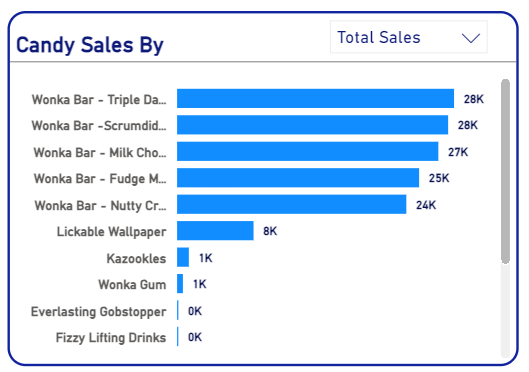 Candy Sales By
Total Sales
Wonka Bar - Triple Da... 28K
Wonka Bar -Scrumdid... 28K
Wonka Bar - Milk Cho... 27K
Wonka Bar - Fudge M... 25K
Wonka Bar - Nutty Cr... 24K
Lickable Wallpaper 8K
Kazookles 1K
Wonka Gum 1K
Everlasting Gobstopper 0K
Fizzy Lifting Drinks 0K